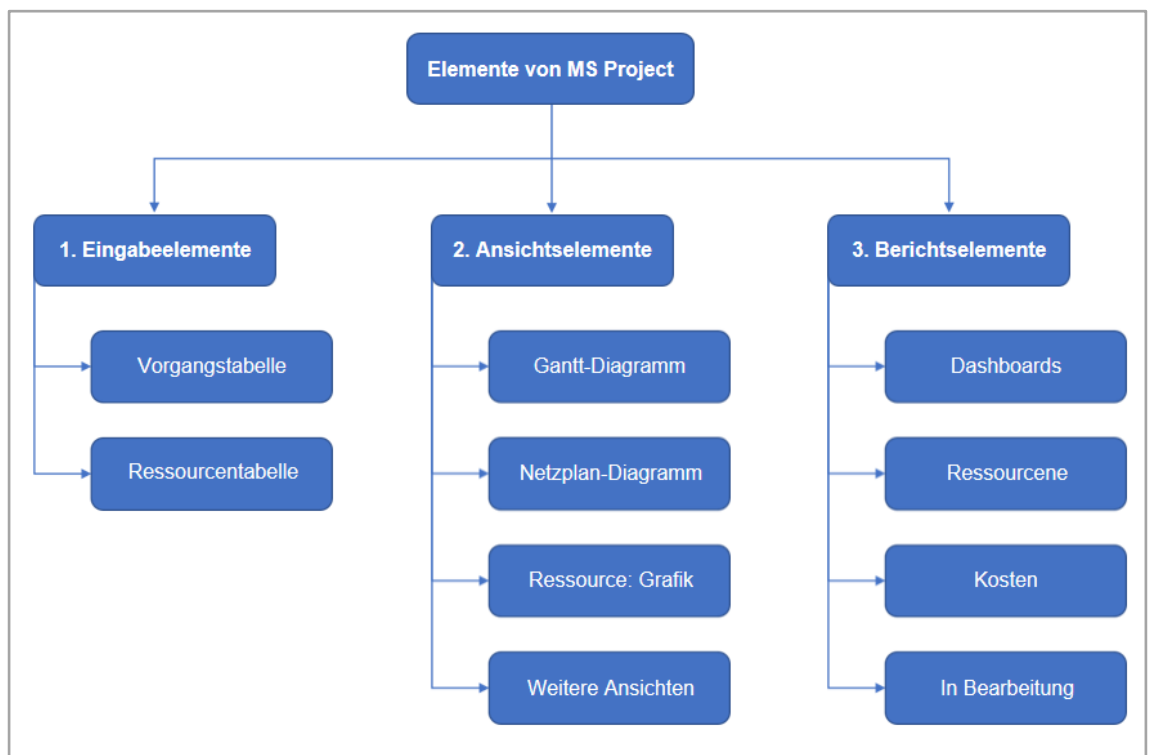 Elemente von MS Project
1. Eingabeelemente
Vorgangstabelle
Ressourcentabelle
2. Ansichtselemente
Gantt-Diagramm
Netzplan-Diagramm
Ressource: Grafik
Weitere Ansichten
3. Berichtselemente
Dashboards
Ressourcene
Kosten
In Bearbeitung